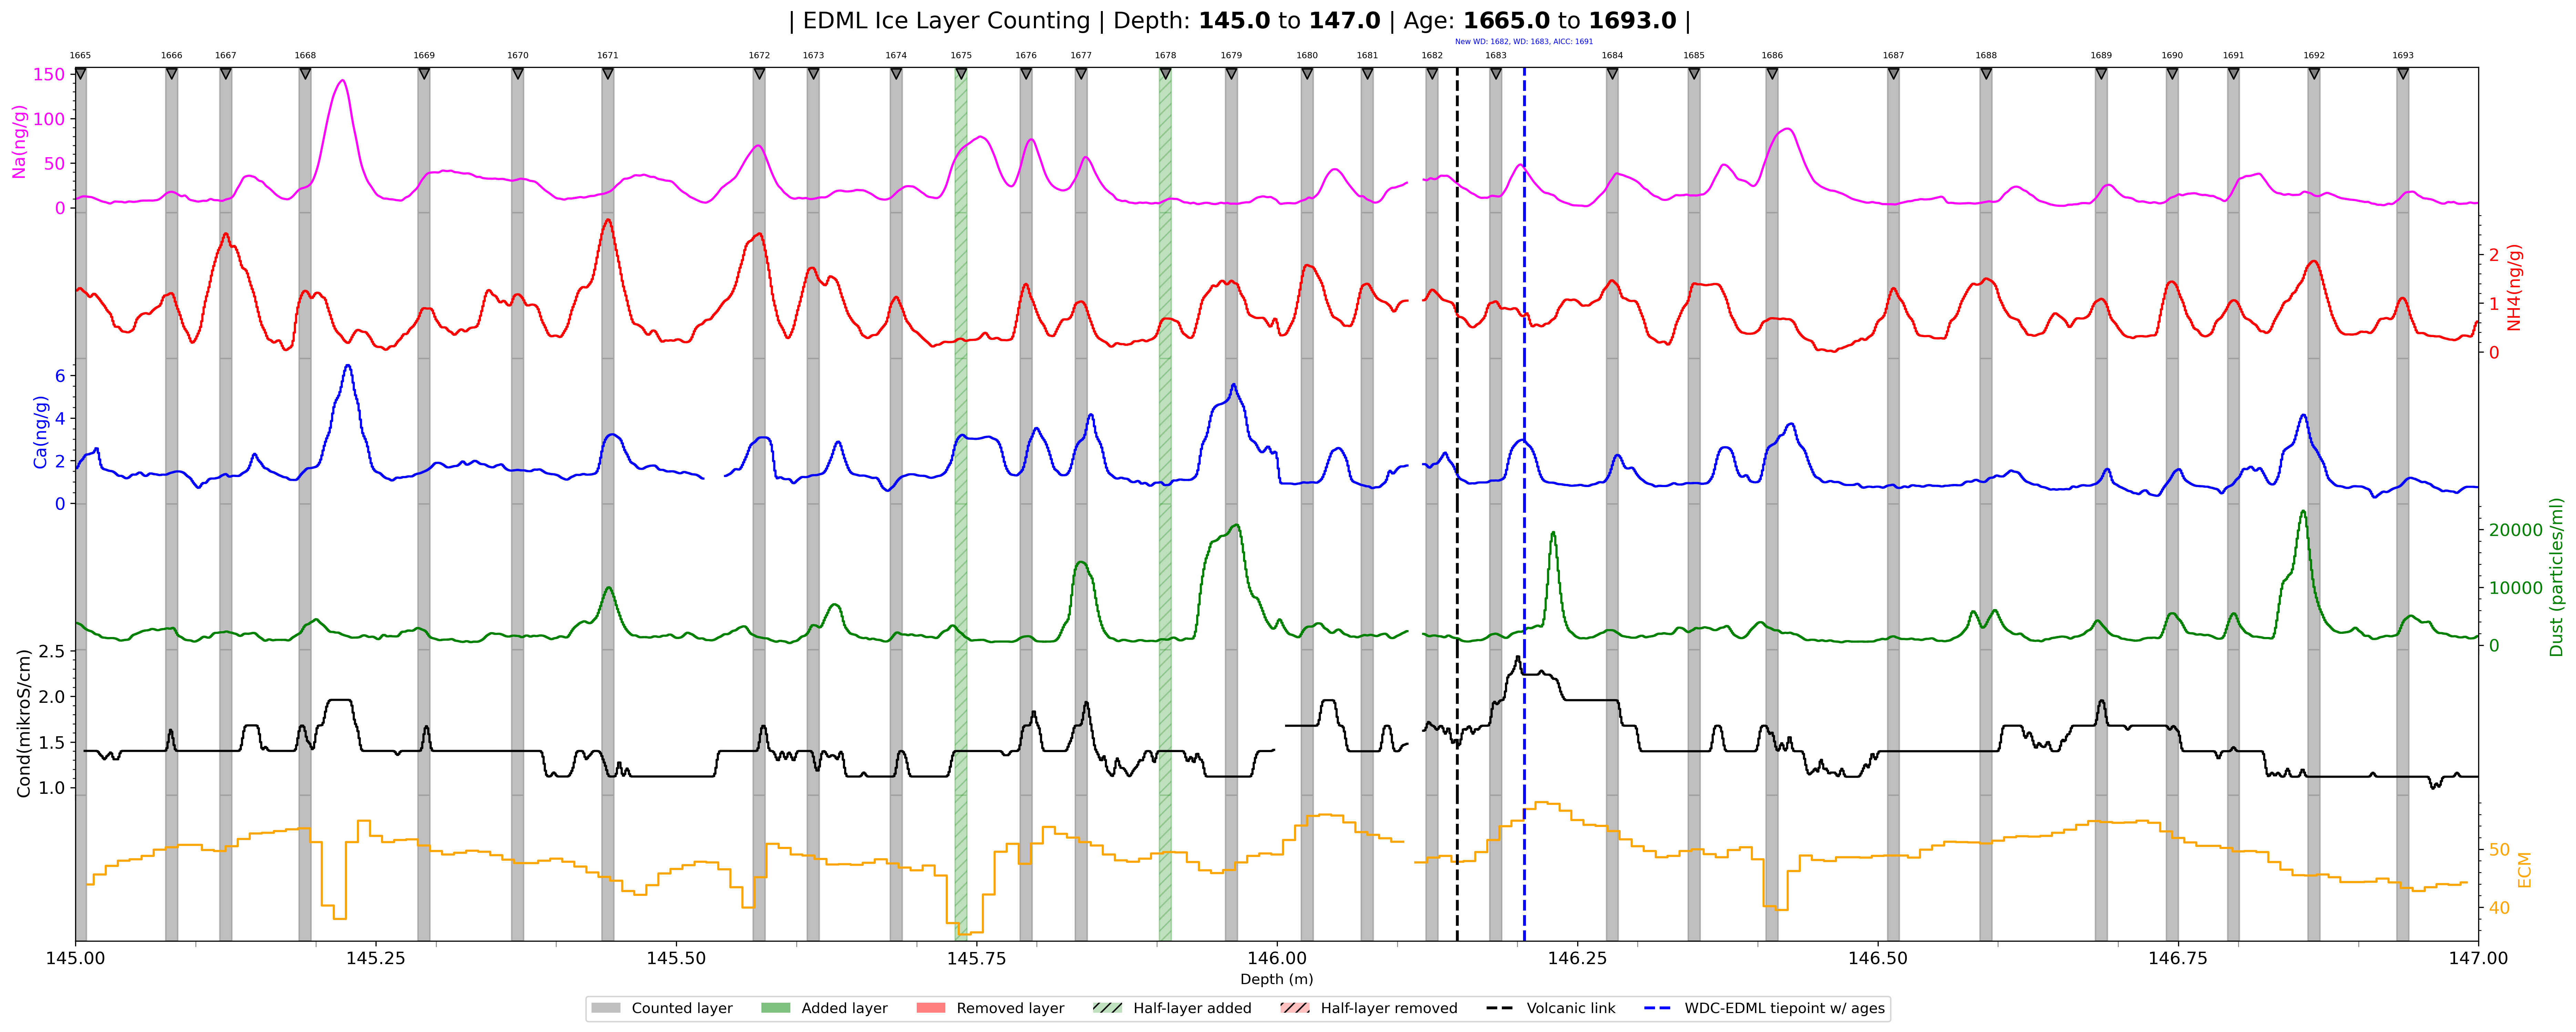 | EDML Ice Layer Counting | Depth: 145.0 to 147.0 | Age: 1665.0 to 1693.0 |
New WD: 1682, WD: 1683, AICC: 1691
1665 1666 1667 1668 1669 1670 1671 1672 1673 1674 1675 1676 1677 1678 1679 1680 1681 1682 1683 1684 1685 1686 1687 1688 1689 1690 1691 1692 1693
Na(ng/g)
150
100
50
0
NH4(ng/g)
2
1
0
Ca(ng/g)
6
4
2
0
Dust (particles/ml)
20000
10000
0
Cond(mikroS/cm)
2.5
2.0
1.5
1.0
ECM
50
40
145.00 145.25 145.50 145.75 146.00 146.25 146.50 146.75 147.00
Depth (m)
Counted layer Added layer Removed layer Half-layer added Half-layer removed Volcanic link WDC-EDML tiepoint w/ ages